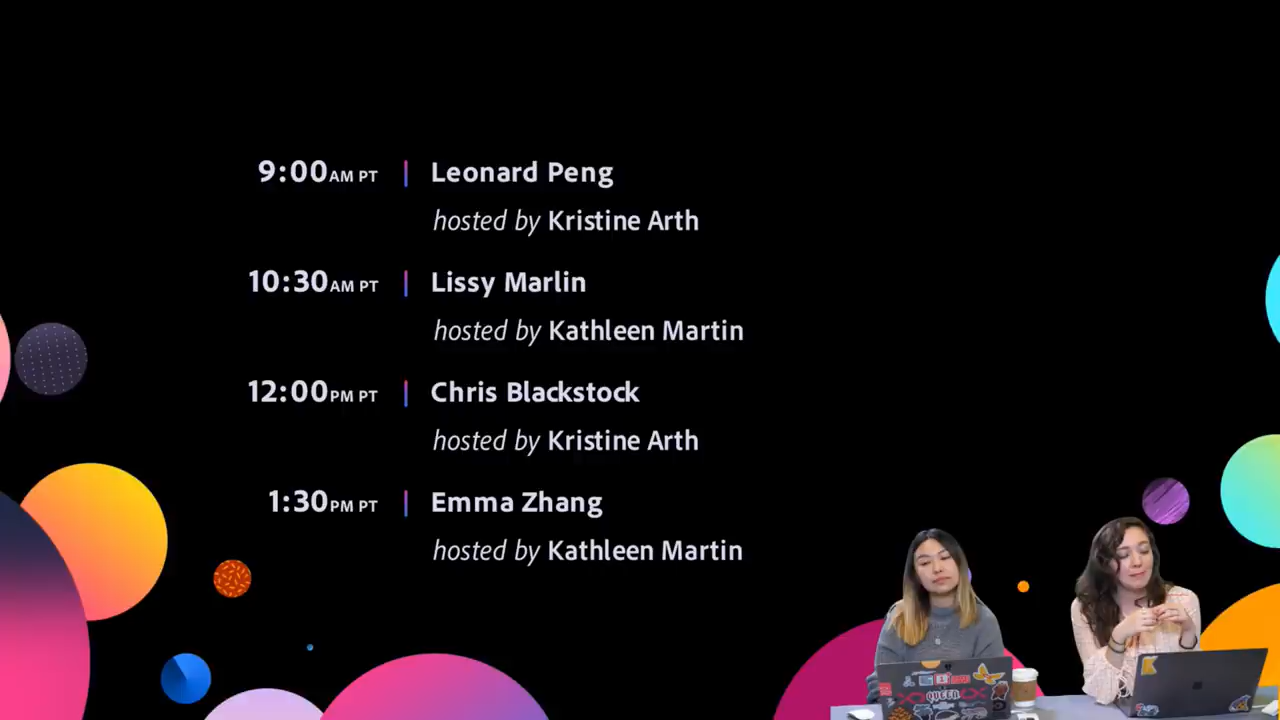 9:00AM PT | Leonard Peng
hosted by Kristine Arth
10:30AM PT | Lissy Marlin
hosted by Kathleen Martin
12:00PM PT | Chris Blackstock
hosted by Kristine Arth
1:30PM PT | Emma Zhang
hosted by Kathleen Martin
QUEEN